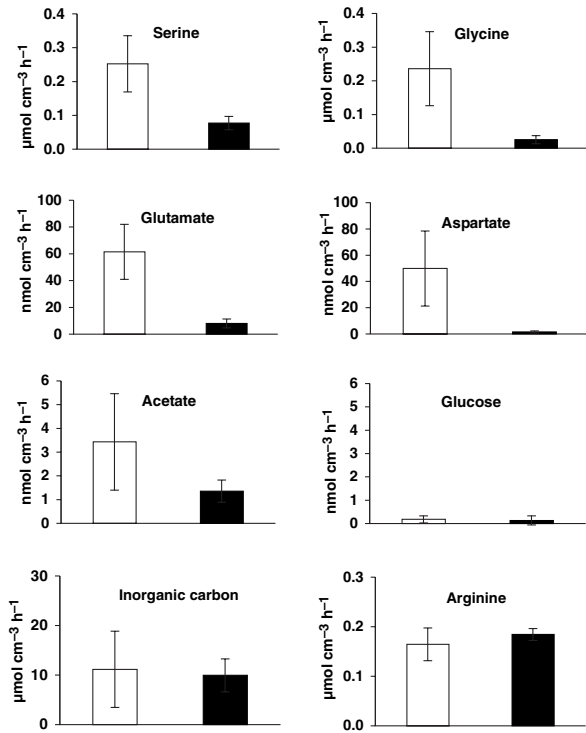 Serine
µmol cm⁻³ h⁻¹
0.4
0.3
0.2
0.1
0.0
Glycine
µmol cm⁻³ h⁻¹
0.4
0.3
0.2
0.1
0.0
Glutamate
nmol cm⁻³ h⁻¹
100
80
60
40
20
0
Aspartate
nmol cm⁻³ h⁻¹
100
80
60
40
20
0
Acetate
nmol cm⁻³ h⁻¹
6
5
4
3
2
1
0
Glucose
nmol cm⁻³ h⁻¹
6
5
4
3
2
1
0
Inorganic carbon
µmol cm⁻³ h⁻¹
30
20
10
0
Arginine
µmol cm⁻³ h⁻¹
0.3
0.2
0.1
0.0